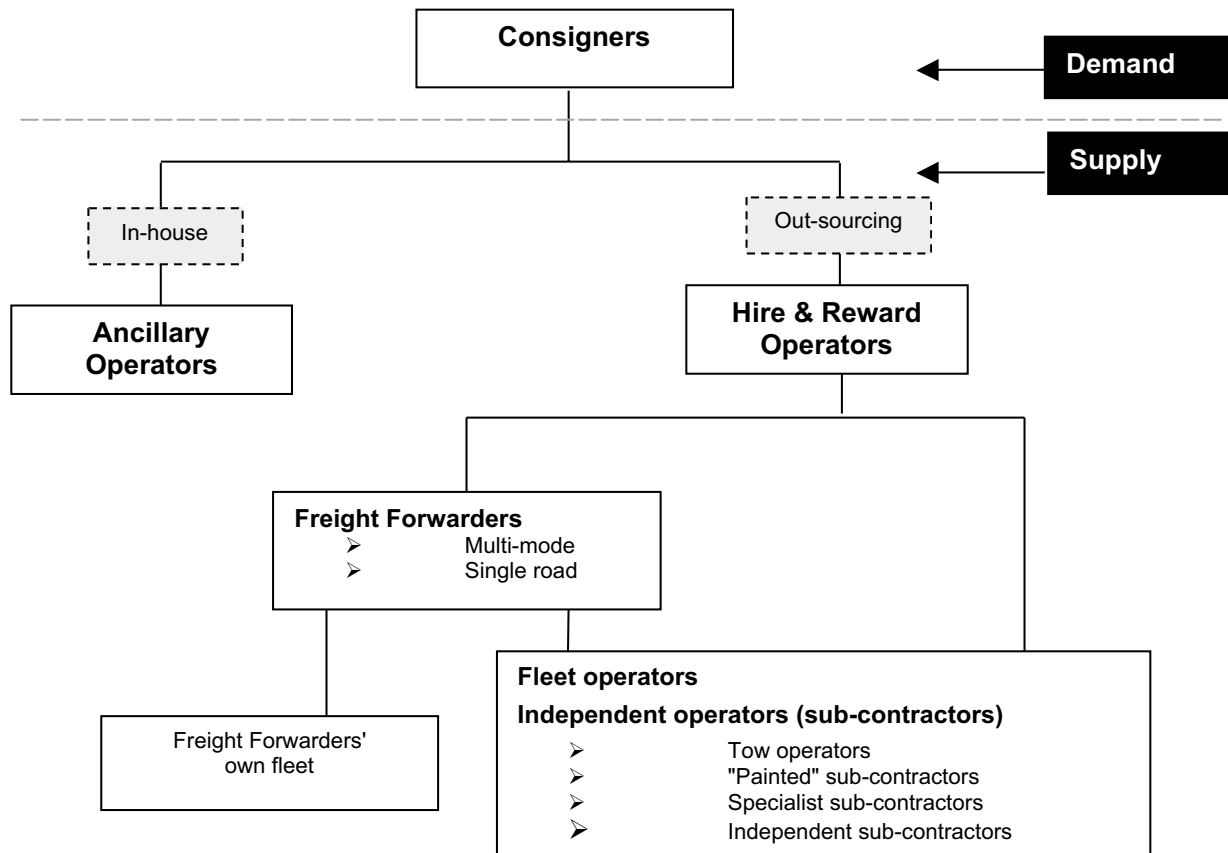 Consigners
Demand
Supply
In-house
Out-sourcing
Ancillary
Operators
Hire & Reward
Operators
Freight Forwarders
➢ Multi-mode
➢ Single road
Fleet operators
Independent operators (sub-contractors)
➢ Tow operators
➢ "Painted" sub-contractors
➢ Specialist sub-contractors
➢ Independent sub-contractors
Freight Forwarders'
own fleet